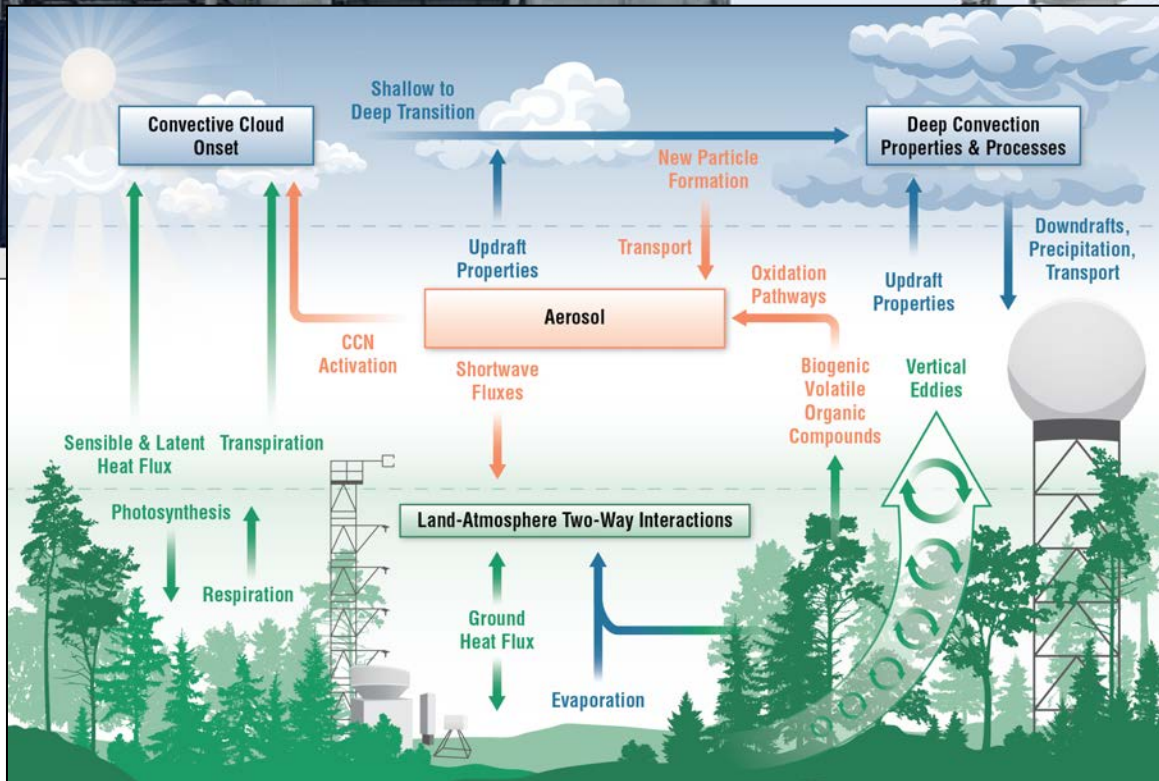 Shallow to
Deep Transition
Convective Cloud
Onset
Deep Convection
Properties & Processes
New Particle
Formation
Updraft
Properties
Transport
Oxidation
Pathways
Updraft
Properties
Downdrafts,
Precipitation,
Transport
Aerosol
CCN
Activation
Shortwave
Fluxes
Biogenic
Volatile
Organic
Compounds
Vertical
Eddies
Sensible & Latent
Heat Flux
Transpiration
Photosynthesis
Respiration
Land-Atmosphere Two-Way Interactions
Ground
Heat Flux
Evaporation